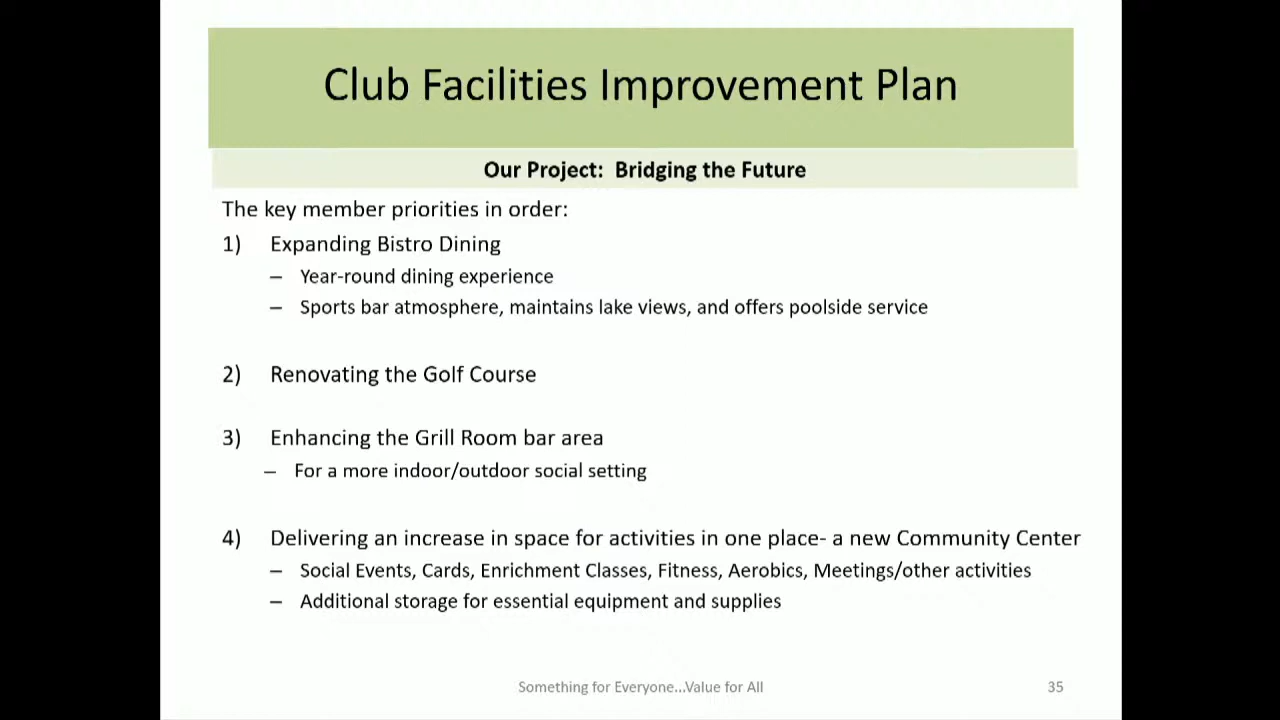 Club Facilities Improvement Plan
Our Project:  Bridging the Future
The key member priorities in order:
1) Expanding Bistro Dining
– Year-round dining experience
– Sports bar atmosphere, maintains lake views, and offers poolside service
2) Renovating the Golf Course
3) Enhancing the Grill Room bar area
– For a more indoor/outdoor social setting
4) Delivering an increase in space for activities in one place- a new Community Center
– Social Events, Cards, Enrichment Classes, Fitness, Aerobics, Meetings/other activities
– Additional storage for essential equipment and supplies
Something for Everyone...Value for All
35